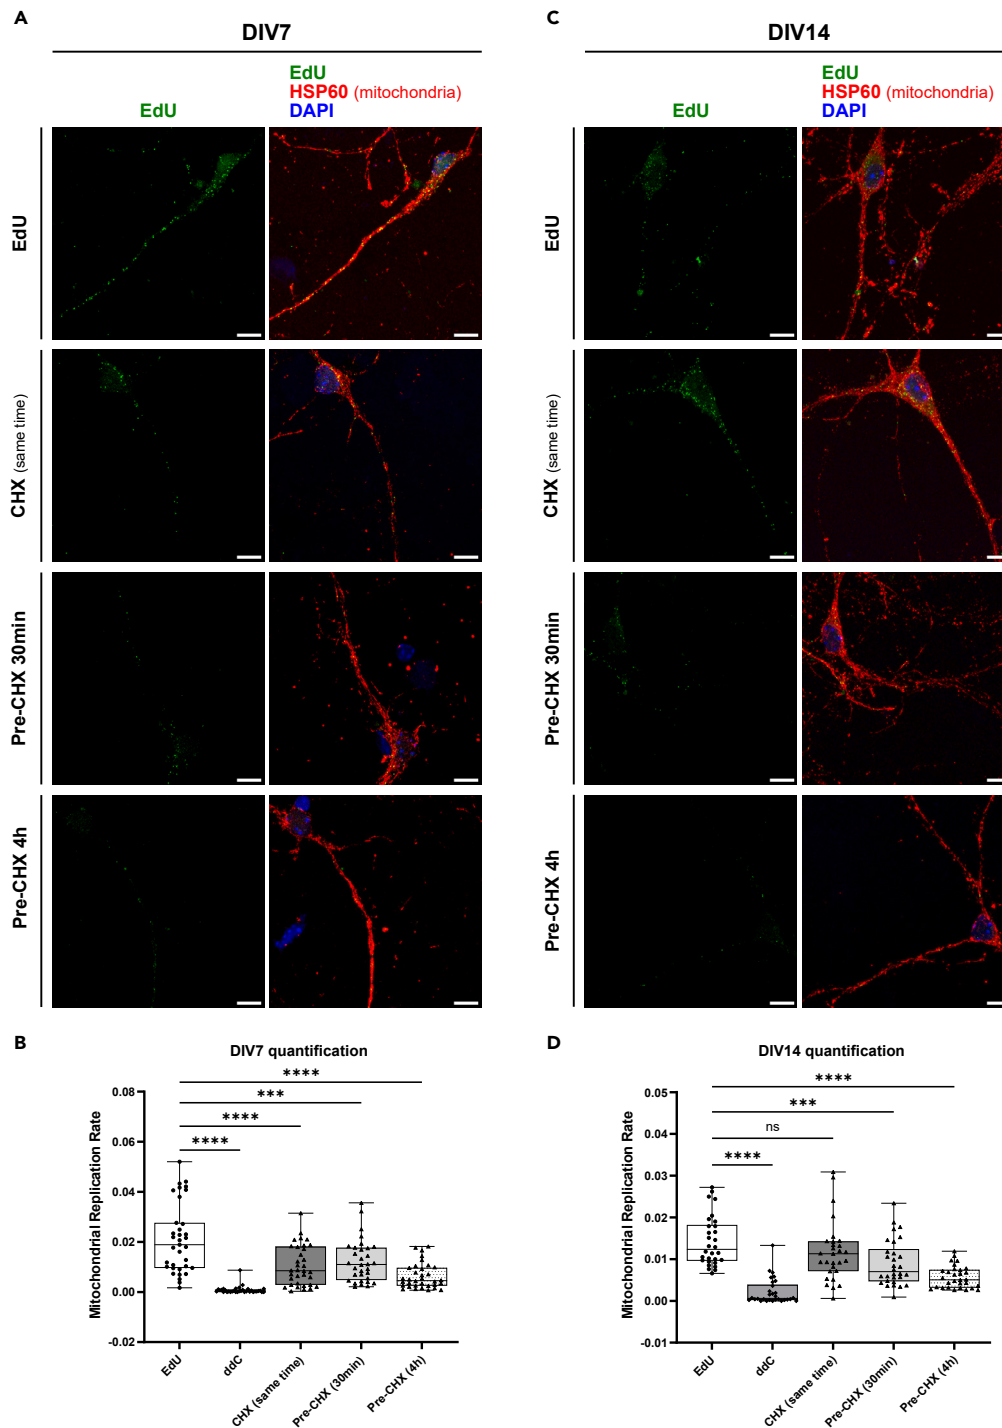 A
DIV7
EdU
EdU
HSP60 (mitochondria)
DAPI
EdU
CHX (same time)
Pre-CHX 30min
Pre-CHX 4h
C
DIV14
EdU
EdU
HSP60 (mitochondria)
DAPI
EdU
CHX (same time)
Pre-CHX 30min
Pre-CHX 4h
B
DIV7 quantification
Mitochondrial Replication Rate
0.08
0.06
0.04
0.02
0.00
-0.02
****
***
****
****
EdU
ddC
CHX (same time)
Pre-CHX (30min)
Pre-CHX (4h)
D
DIV14 quantification
Mitochondrial Replication Rate
0.05
0.04
0.03
0.02
0.01
0.00
-0.01
****
***
ns
****
EdU
ddC
CHX (same time)
Pre-CHX (30min)
Pre-CHX (4h)